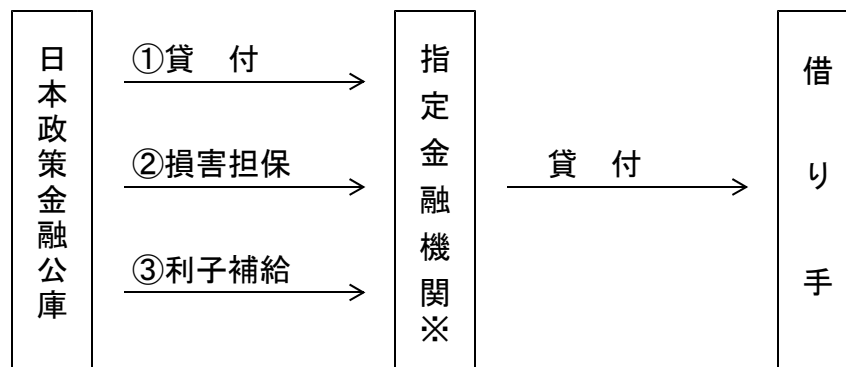 日本政策金融公庫
①貸 付
②損害担保
③利子補給
指定金融機関※
貸 付
借り手